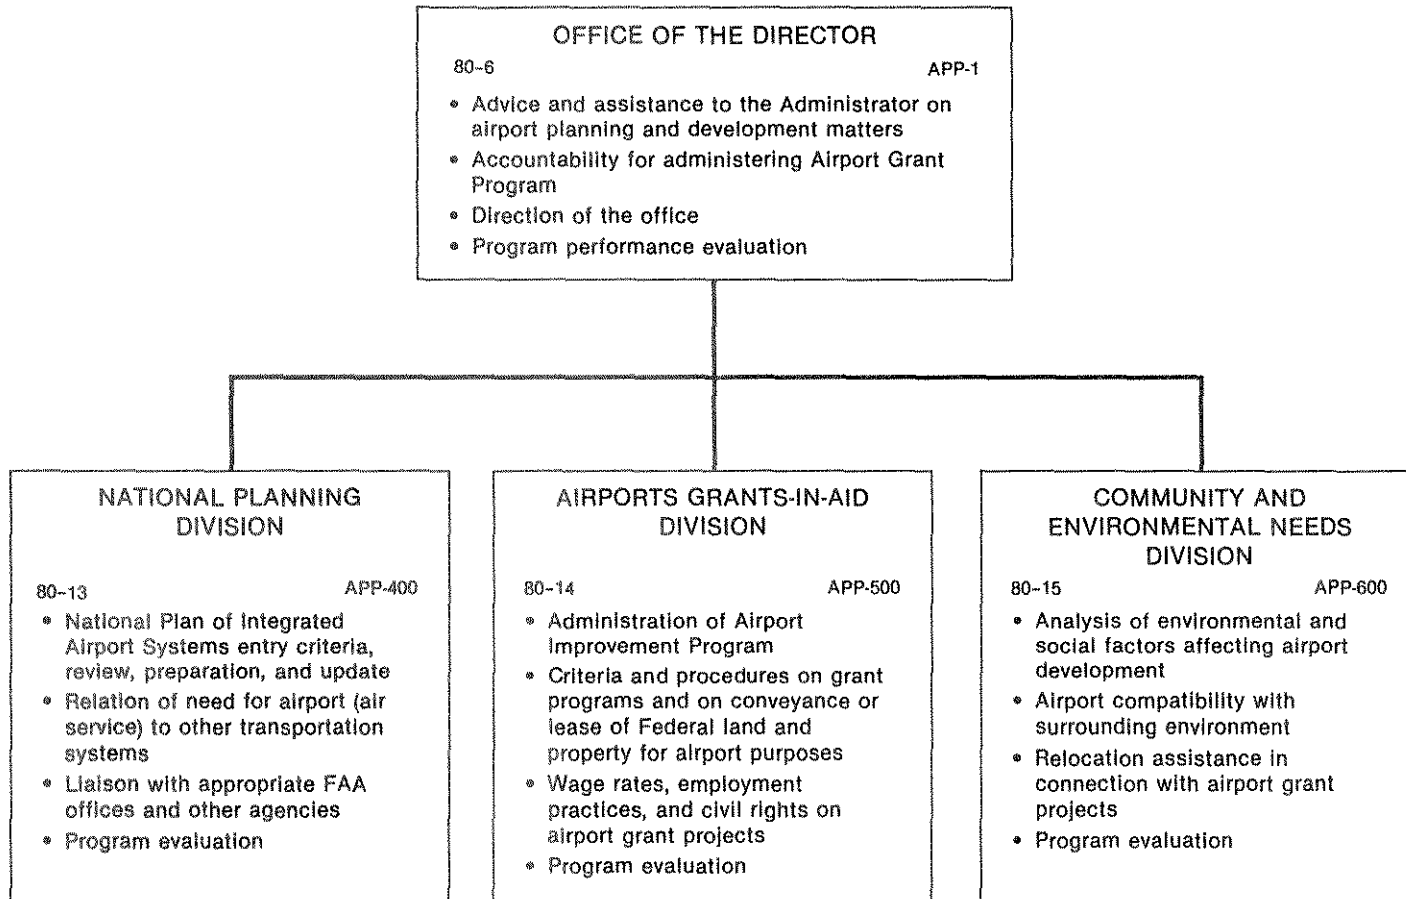 OFFICE OF THE DIRECTOR
80-6 APP-1
• Advice and assistance to the Administrator on
airport planning and development matters
• Accountability for administering Airport Grant
Program
• Direction of the office
• Program performance evaluation
NATIONAL PLANNING
DIVISION
80-13 APP-400
• National Plan of Integrated
Airport Systems entry criteria,
review, preparation, and update
• Relation of need for airport (air
service) to other transportation
systems
• Liaison with appropriate FAA
offices and other agencies
• Program evaluation
AIRPORTS GRANTS-IN-AID
DIVISION
80-14 APP-500
• Administration of Airport
Improvement Program
• Criteria and procedures on grant
programs and on conveyance or
lease of Federal land and
property for airport purposes
• Wage rates, employment
practices, and civil rights on
airport grant projects
• Program evaluation
COMMUNITY AND
ENVIRONMENTAL NEEDS
DIVISION
80-15 APP-600
• Analysis of environmental and
social factors affecting airport
development
• Airport compatibility with
surrounding environment
• Relocation assistance in
connection with airport grant
projects
• Program evaluation